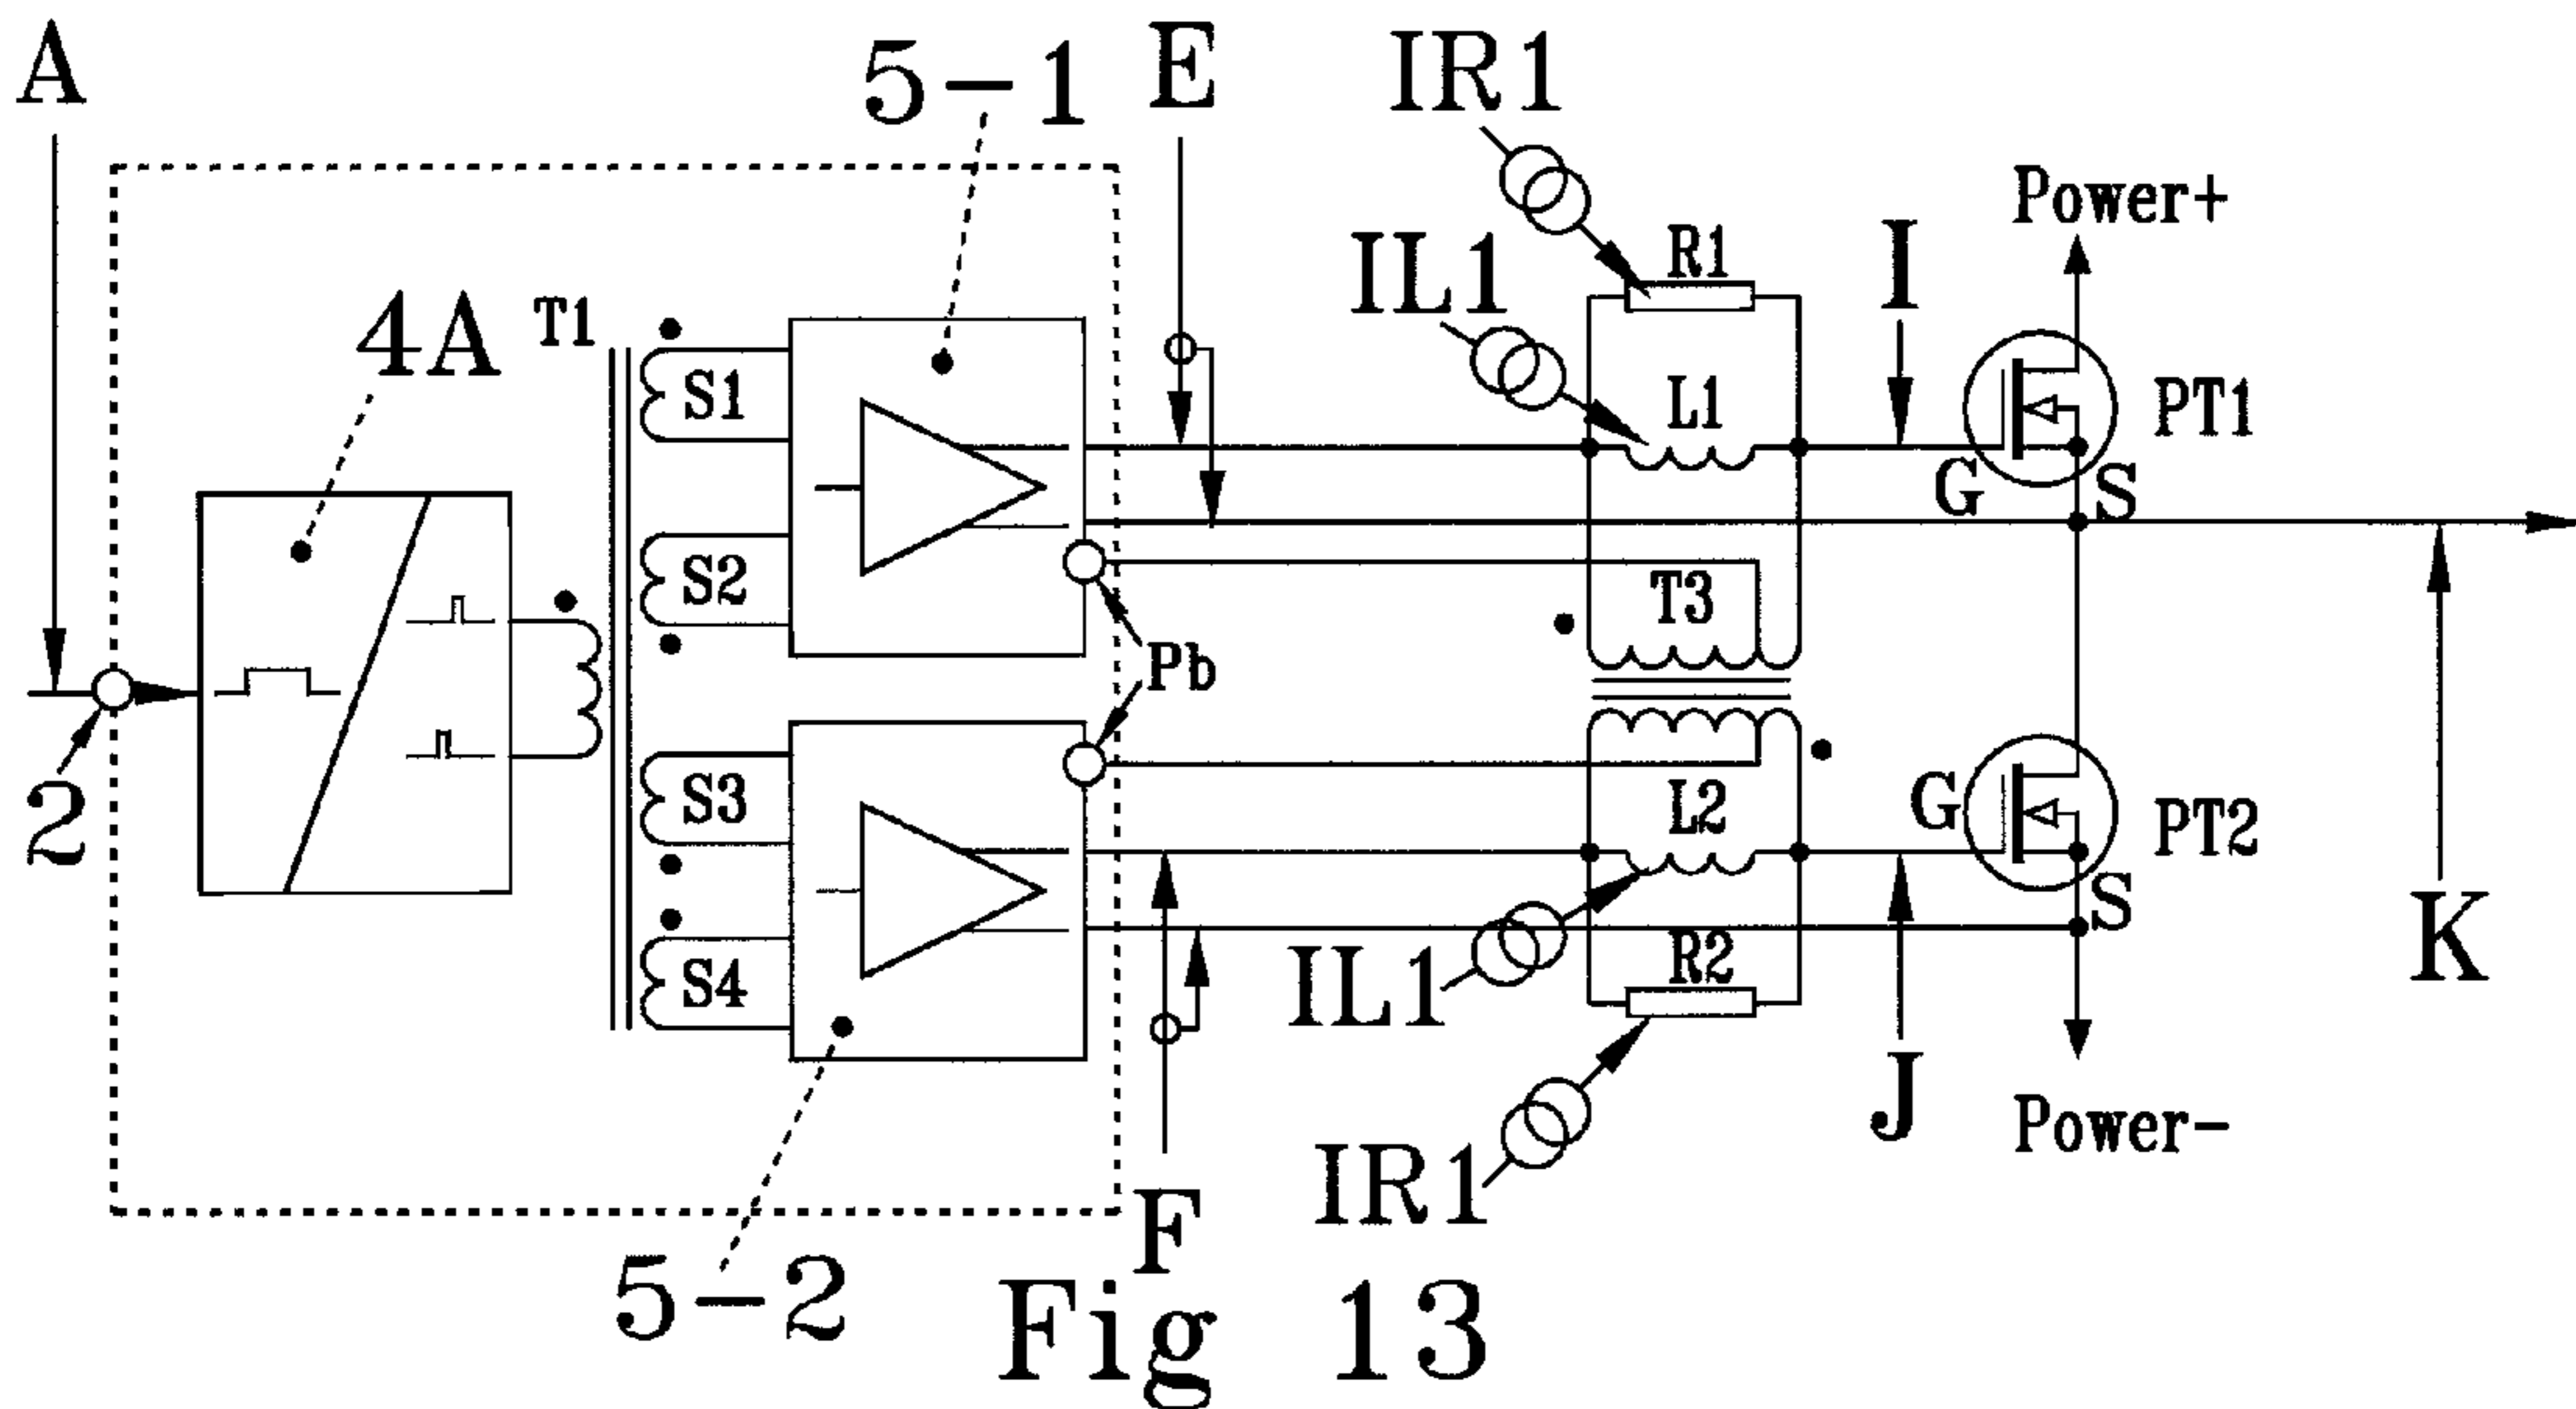 A
5-1
E
IR1
Power+
IL1
R1
I
4A
T1
S1
L1
PT1
G
S
S2
T3
Pb
2
S3
L2
G
PT2
S
S4
R2
IL1
K
J
Power-
IR1
F
5-2
Fig 13